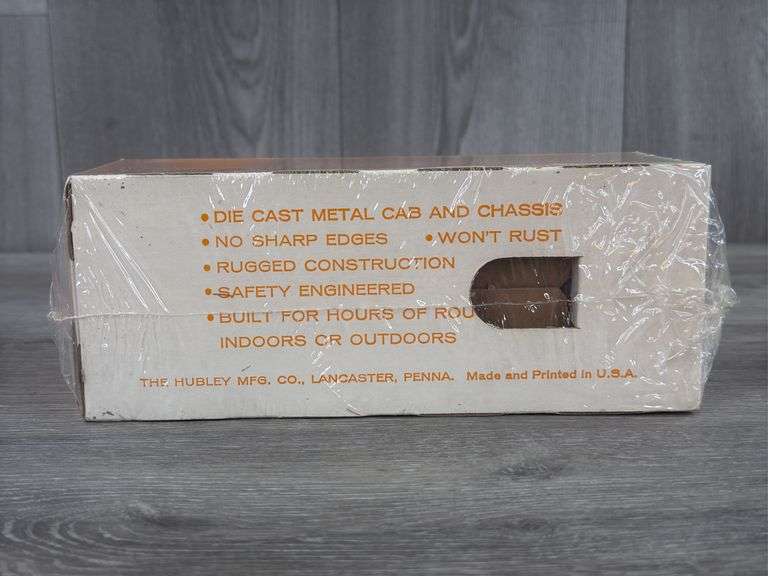 • DIE CAST METAL CAB AND CHASSIS
• NO SHARP EDGES • WON'T RUST
• RUGGED CONSTRUCTION
• SAFETY ENGINEERED
• BUILT FOR HOURS OF ROU
INDOORS OR OUTDOORS
THE HUBLEY MFG. CO., LANCASTER, PENNA. Made and Printed in U.S.A.